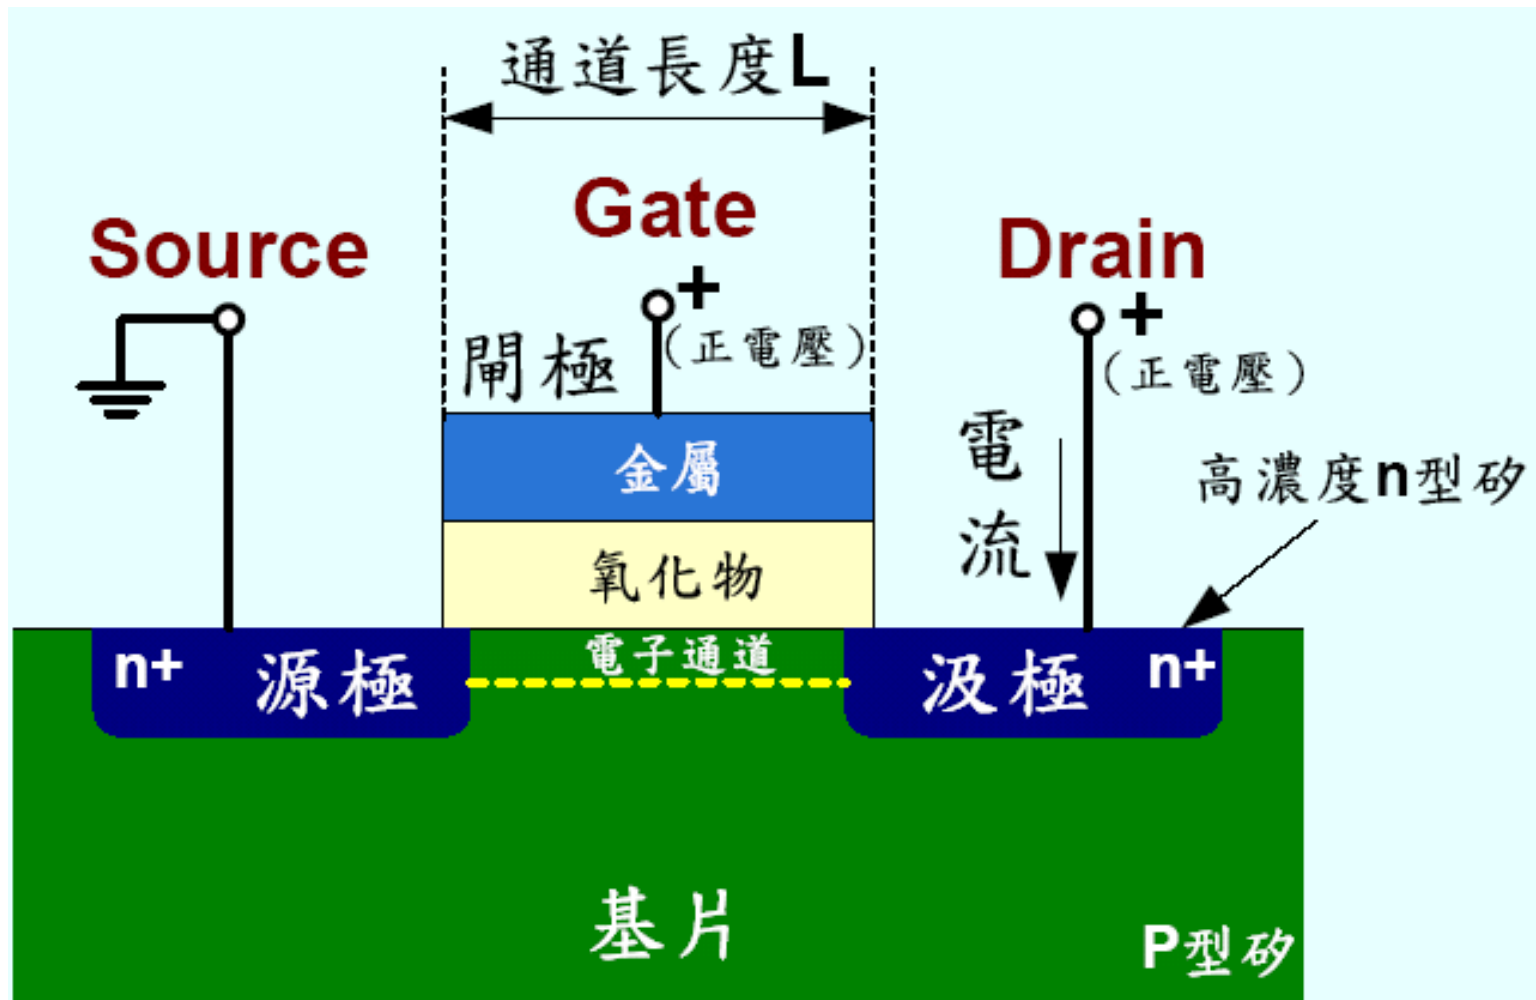 通道長度L
Gate
Source
Drain
+
+
閘極
(正電壓)
(正電壓)
電流
金屬
高濃度n型矽
氧化物
電子通道
n+
源極
汲極
n+
基片
P型矽